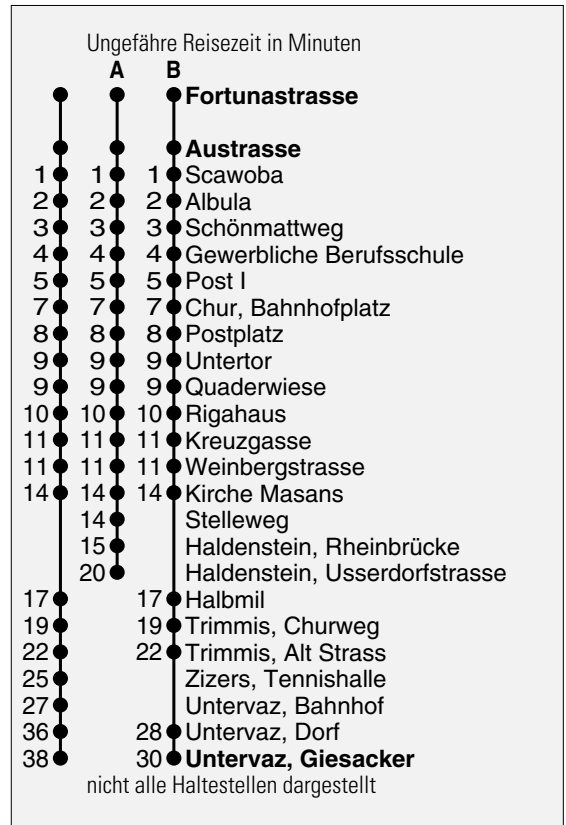 Ungefähre Reisezeit in Minuten
A B
Fortunastrasse
Austrasse
1 1 1 Scawoba
2 2 2 Albula
3 3 3 Schönmattweg
4 4 4 Gewerbliche Berufsschule
5 5 5 Post I
7 7 7 Chur, Bahnhofplatz
8 8 8 Postplatz
9 9 9 Untertor
9 9 9 Quaderwiese
10 10 10 Rigahaus
11 11 11 Kreuzgasse
11 11 11 Weinbergstrasse
14 14 14 Kirche Masans
14 Stelleweg
15 Haldenstein, Rheinbrücke
20 Haldenstein, Usserdorfstrasse
17 17 Halbmil
19 19 Trimmis, Churweg
22 22 Trimmis, Alt Strass
25 Zizers, Tennishalle
27 Untervaz, Bahnhof
36 28 Untervaz, Dorf
38 30 Untervaz, Giesacker
nicht alle Haltestellen dargestellt